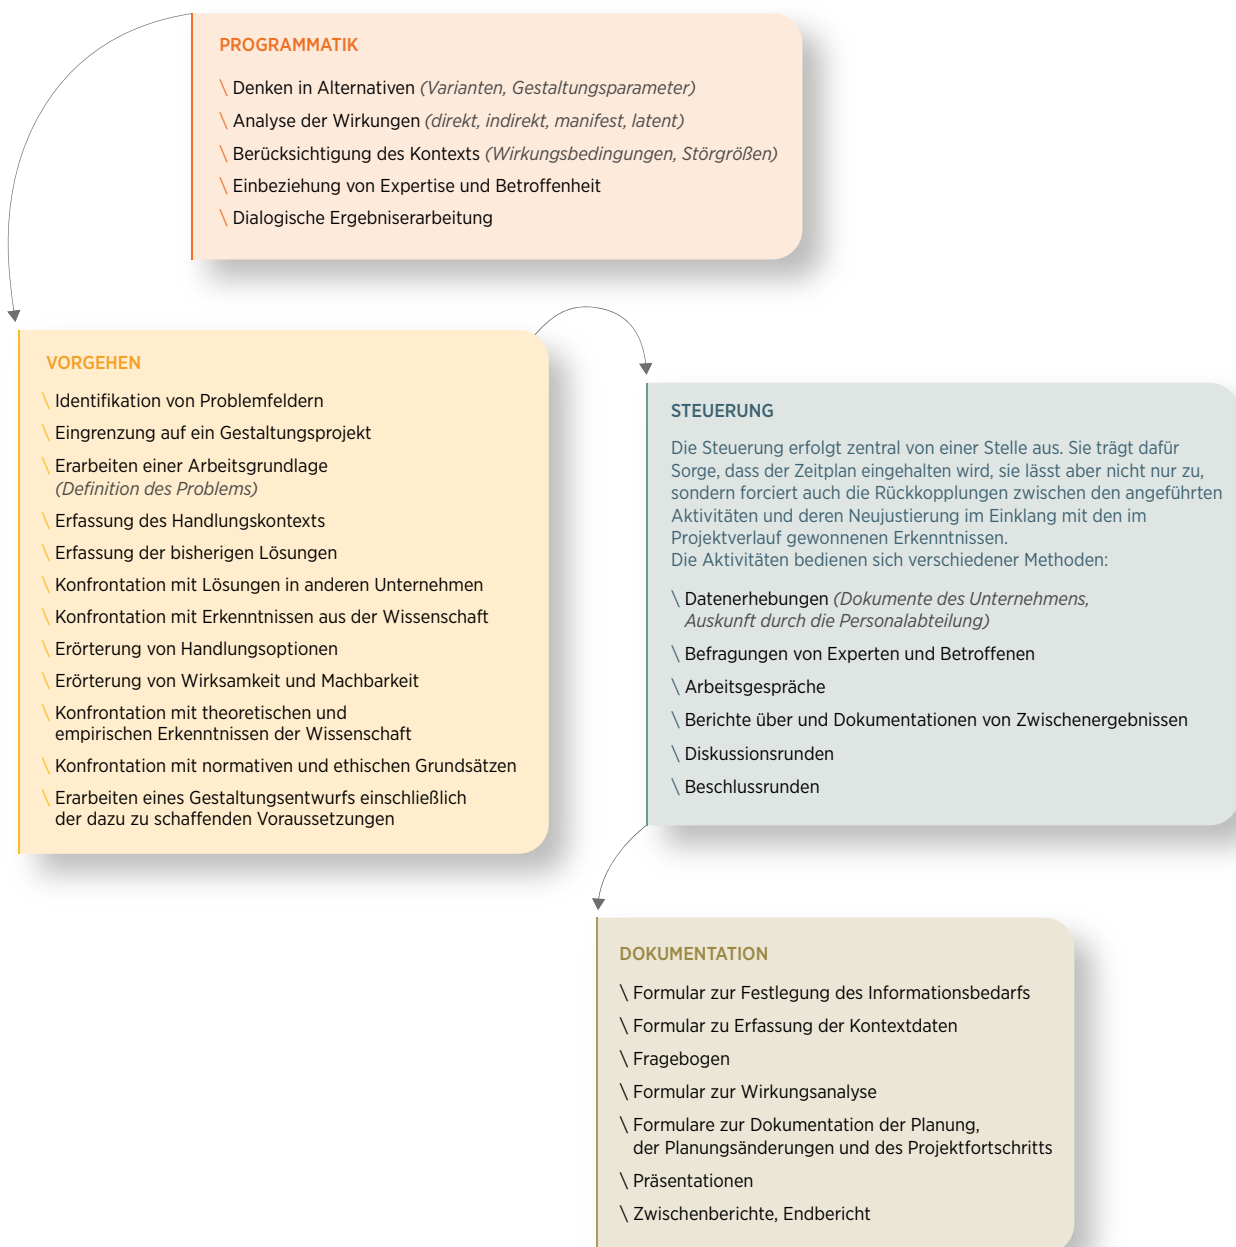 PROGRAMMATIK
\ Denken in Alternativen (Varianten, Gestaltungsparameter)
\ Analyse der Wirkungen (direkt, indirekt, manifest, latent)
\ Berücksichtigung des Kontexts (Wirkungsbedingungen, Störgrößen)
\ Einbeziehung von Expertise und Betroffenheit
\ Dialogische Ergebniserarbeitung
VORGEHEN
\ Identifikation von Problemfeldern
\ Eingrenzung auf ein Gestaltungsprojekt
\ Erarbeiten einer Arbeitsgrundlage
(Definition des Problems)
\ Erfassung des Handlungskontexts
\ Erfassung der bisherigen Lösungen
\ Konfrontation mit Lösungen in anderen Unternehmen
\ Konfrontation mit Erkenntnissen aus der Wissenschaft
\ Erörterung von Handlungsoptionen
\ Erörterung von Wirksamkeit und Machbarkeit
\ Konfrontation mit theoretischen und
empirischen Erkenntnissen der Wissenschaft
\ Konfrontation mit normativen und ethischen Grundsätzen
\ Erarbeiten eines Gestaltungsentwurfs einschließlich
der dazu zu schaffenden Voraussetzungen
STEUERUNG
Die Steuerung erfolgt zentral von einer Stelle aus. Sie trägt dafür
Sorge, dass der Zeitplan eingehalten wird, sie lässt aber nicht nur zu,
sondern forciert auch die Rückkopplungen zwischen den angeführten
Aktivitäten und deren Neujustierung im Einklang mit den im
Projektverlauf gewonnenen Erkenntnissen.
Die Aktivitäten bedienen sich verschiedener Methoden:
\ Datenerhebungen (Dokumente des Unternehmens,
Auskunft durch die Personalabteilung)
\ Befragungen von Experten und Betroffenen
\ Arbeitsgespräche
\ Berichte über und Dokumentationen von Zwischenergebnissen
\ Diskussionsrunden
\ Beschlussrunden
DOKUMENTATION
\ Formular zur Festlegung des Informationsbedarfs
\ Formular zu Erfassung der Kontextdaten
\ Fragebogen
\ Formular zur Wirkungsanalyse
\ Formulare zur Dokumentation der Planung,
der Planungsänderungen und des Projektfortschritts
\ Präsentationen
\ Zwischenberichte, Endbericht